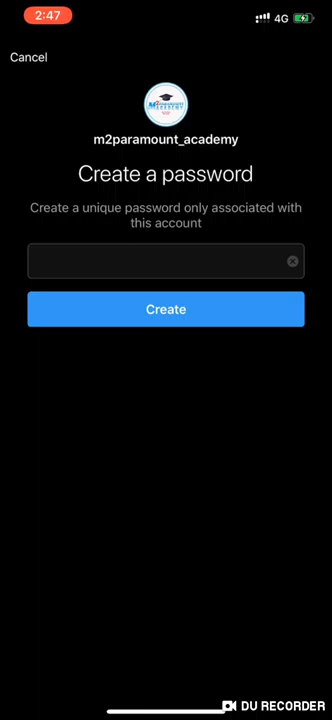 2:47
4G
Cancel
m2paramount_academy
Create a password
Create a unique password only associated with
this account
Create
DU RECORDER